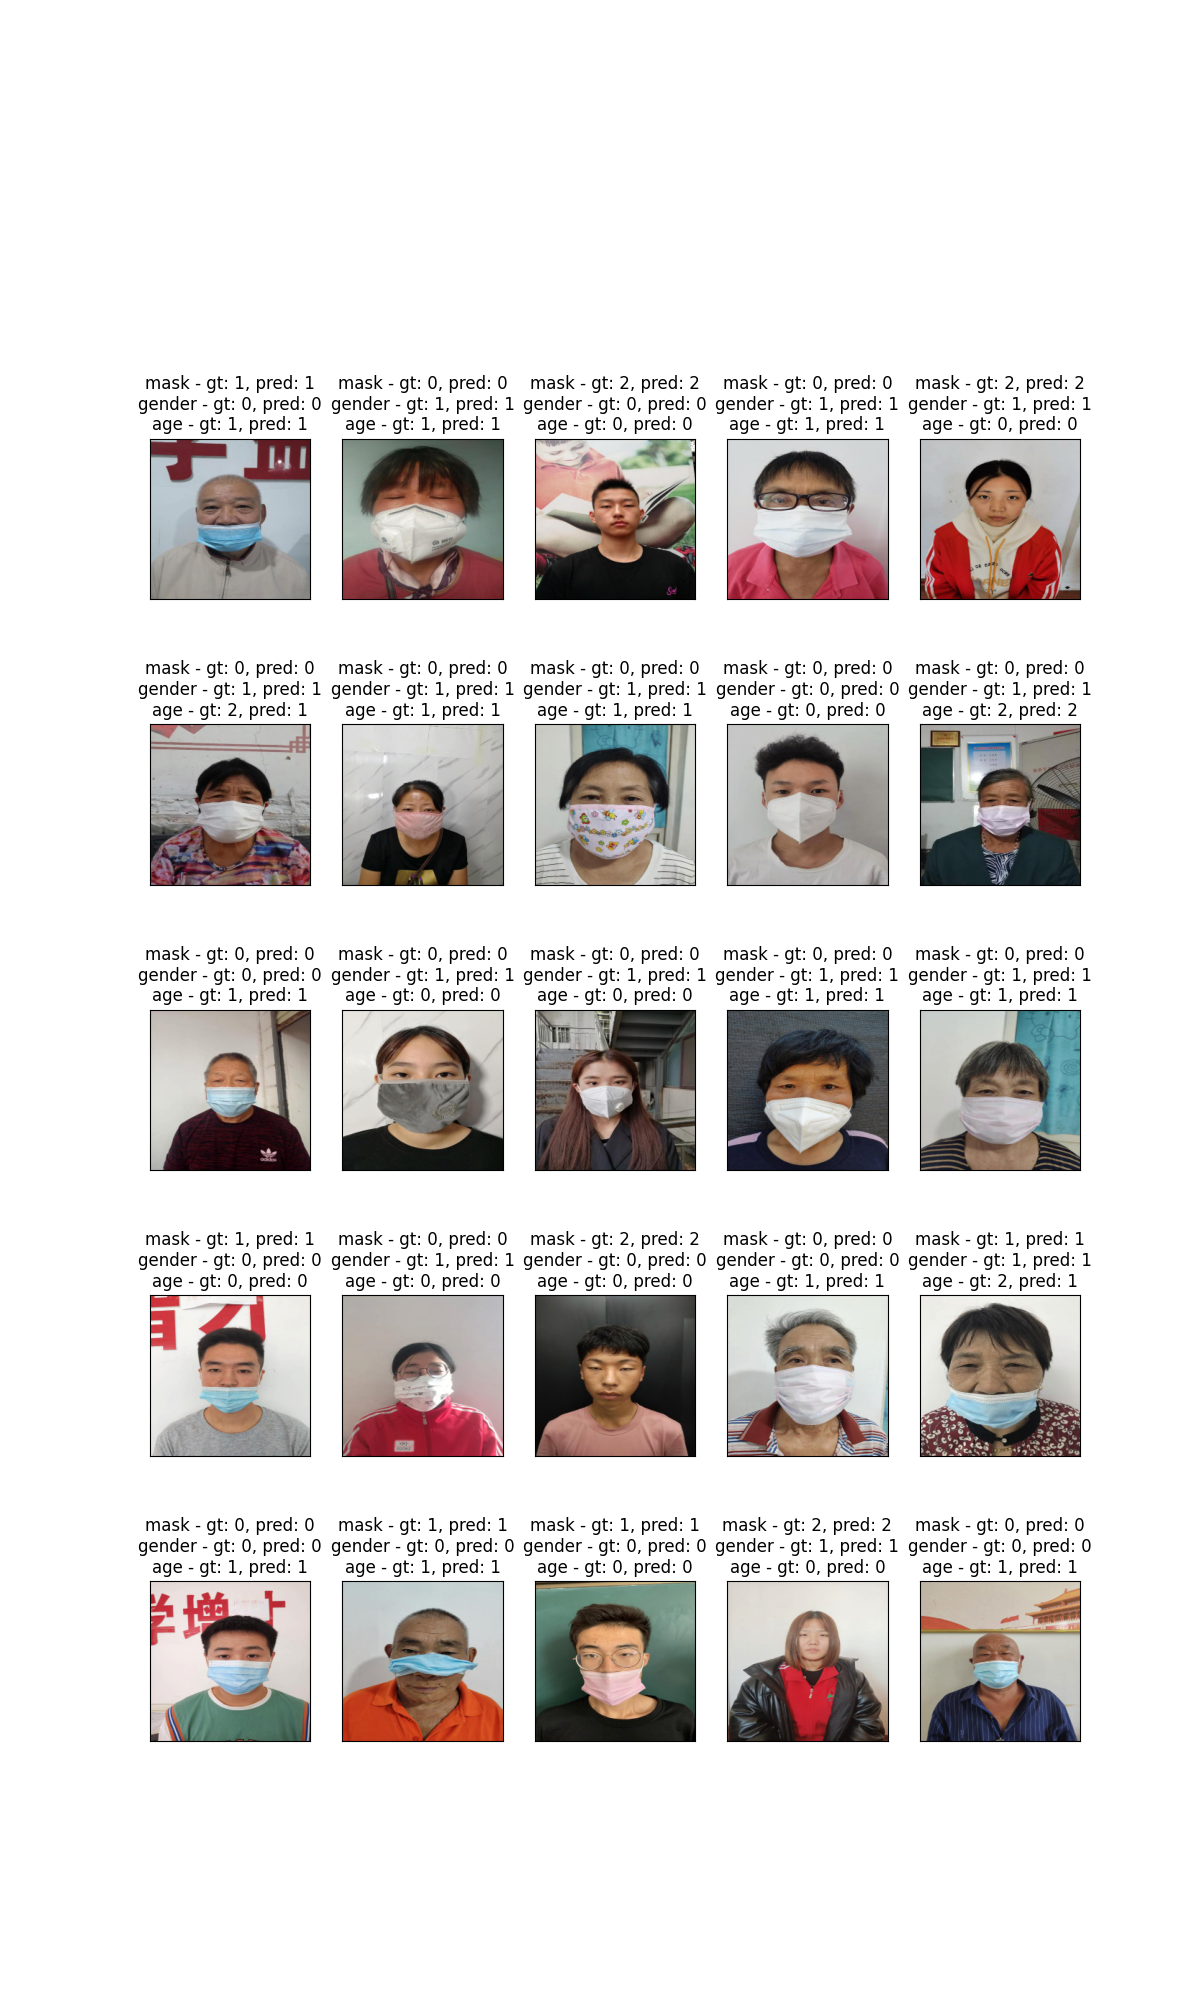 mask - gt: 1, pred: 1
gender - gt: 0, pred: 0
age - gt: 1, pred: 1
mask - gt: 0, pred: 0
gender - gt: 1, pred: 1
age - gt: 1, pred: 1
mask - gt: 2, pred: 2
gender - gt: 0, pred: 0
age - gt: 0, pred: 0
mask - gt: 0, pred: 0
gender - gt: 1, pred: 1
age - gt: 1, pred: 1
mask - gt: 2, pred: 2
gender - gt: 1, pred: 1
age - gt: 0, pred: 0
mask - gt: 0, pred: 0
gender - gt: 1, pred: 1
age - gt: 2, pred: 1
mask - gt: 0, pred: 0
gender - gt: 1, pred: 1
age - gt: 1, pred: 1
mask - gt: 0, pred: 0
gender - gt: 1, pred: 1
age - gt: 1, pred: 1
mask - gt: 0, pred: 0
gender - gt: 0, pred: 0
age - gt: 0, pred: 0
mask - gt: 0, pred: 0
gender - gt: 1, pred: 1
age - gt: 2, pred: 2
mask - gt: 0, pred: 0
gender - gt: 0, pred: 0
age - gt: 1, pred: 1
adidas
mask - gt: 0, pred: 0
gender - gt: 1, pred: 1
age - gt: 0, pred: 0
mask - gt: 0, pred: 0
gender - gt: 1, pred: 1
age - gt: 0, pred: 0
mask - gt: 0, pred: 0
gender - gt: 1, pred: 1
age - gt: 1, pred: 1
mask - gt: 0, pred: 0
gender - gt: 1, pred: 1
age - gt: 1, pred: 1
mask - gt: 1, pred: 1
gender - gt: 0, pred: 0
age - gt: 0, pred: 0
mask - gt: 0, pred: 0
gender - gt: 1, pred: 1
age - gt: 0, pred: 0
mask - gt: 2, pred: 2
gender - gt: 0, pred: 0
age - gt: 0, pred: 0
mask - gt: 0, pred: 0
gender - gt: 0, pred: 0
age - gt: 1, pred: 1
mask - gt: 1, pred: 1
gender - gt: 1, pred: 1
age - gt: 2, pred: 1
mask - gt: 0, pred: 0
gender - gt: 0, pred: 0
age - gt: 1, pred: 1
学增
mask - gt: 1, pred: 1
gender - gt: 0, pred: 0
age - gt: 1, pred: 1
mask - gt: 1, pred: 1
gender - gt: 0, pred: 0
age - gt: 0, pred: 0
mask - gt: 2, pred: 2
gender - gt: 1, pred: 1
age - gt: 0, pred: 0
mask - gt: 0, pred: 0
gender - gt: 0, pred: 0
age - gt: 1, pred: 1